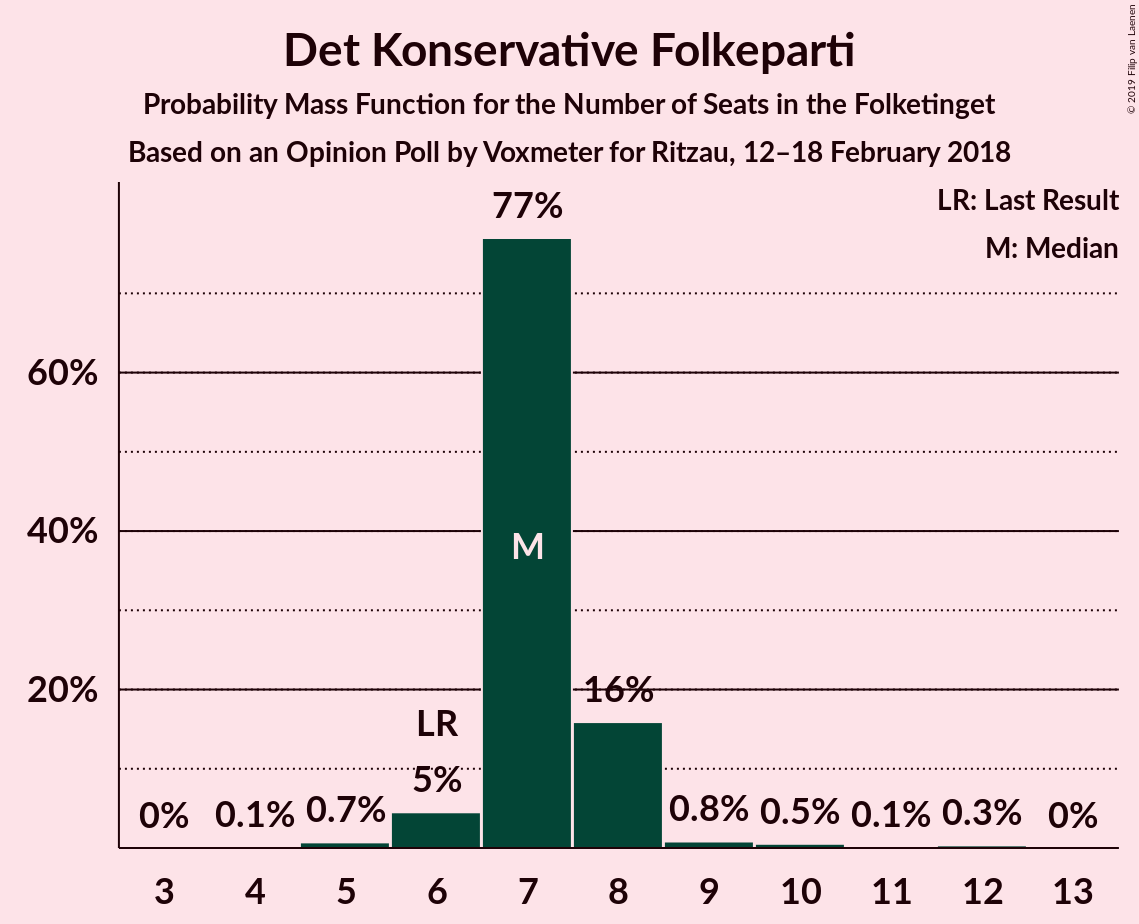 Det Konservative Folkeparti
Probability Mass Function for the Number of Seats in the Folketinget
Based on an Opinion Poll by Voxmeter for Ritzau, 12–18 February 2018
© 2019 Filip van Laenen
LR: Last Result
M: Median
77%
60%
40%
20%
M
16%
LR
5%
0%
0.1%
0.7%
0.8%
0.5%
0.1%
0.3%
0%
3 4 5 6 7 8 9 10 11 12 13